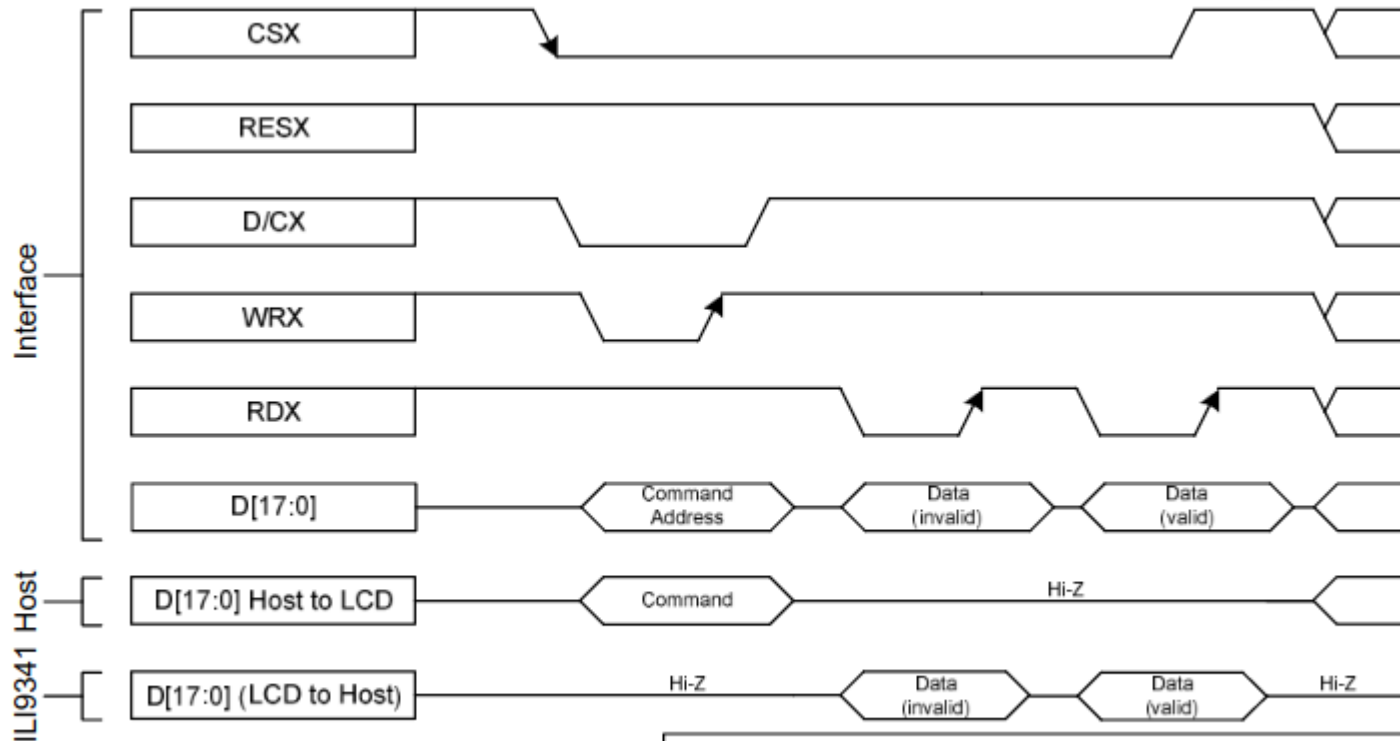 Interface
CSX
RESX
D/CX
WRX
RDX
D[17:0]
Command
Address
Data
(invalid)
Data
(valid)
Host
D[17:0] Host to LCD
Command
Hi-Z
ILI9341
D[17:0] (LCD to Host)
Hi-Z
Data
(invalid)
Data
(valid)
Hi-Z